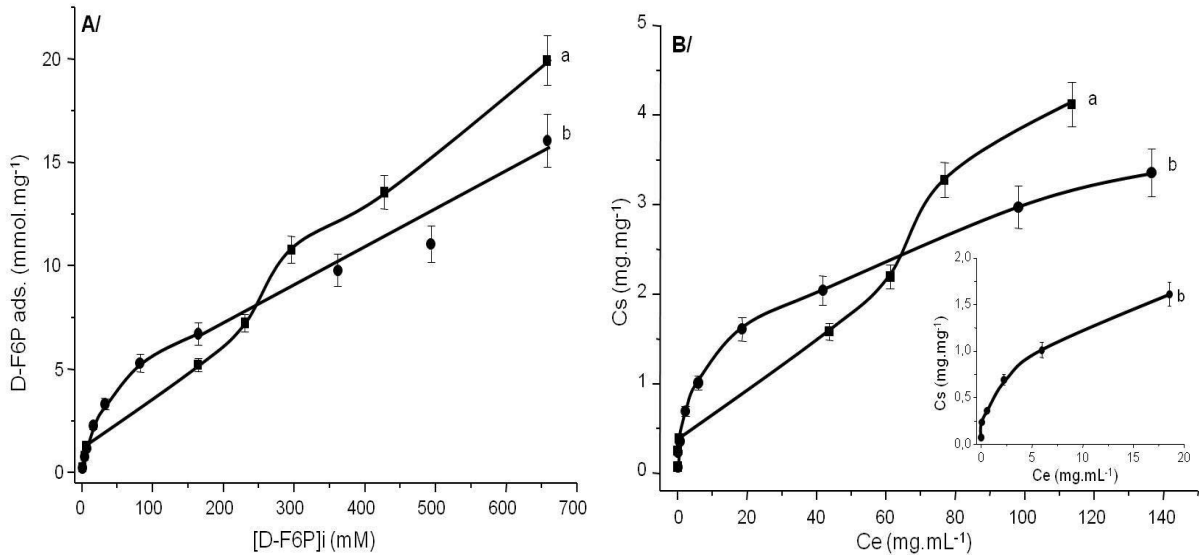 A/
20
15
10
5
0
D-F6P ads. (mmol.mg⁻¹)
a
b
0 100 200 300 400 500 600 700
[D-F6P]i (mM)
B/
5
4
3
2
1
0
Cs (mg.mg⁻¹)
a
b
2,0
1,5
1,0
0,5
0,0
Cs (mg.mg⁻¹)
b
0 5 10 15 20
Ce (mg.mL⁻¹)
0 20 40 60 80 100 120 140
Ce (mg.mL⁻¹)